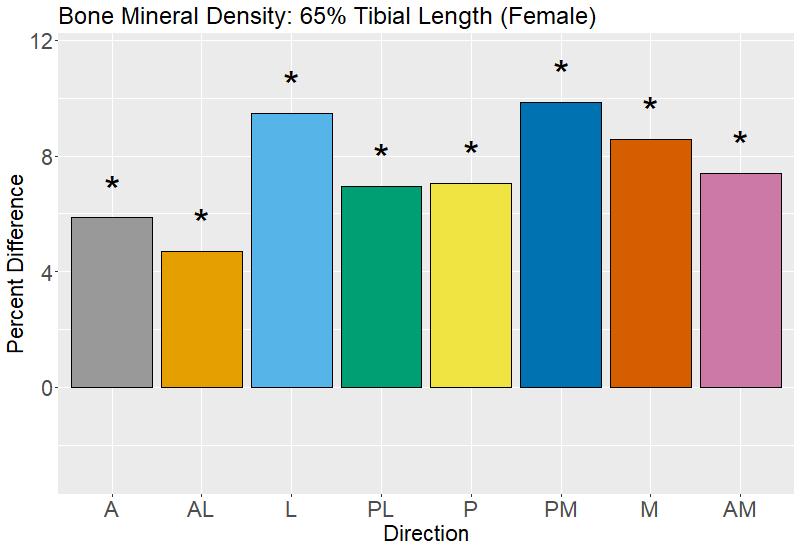 Bone Mineral Density: 65% Tibial Length (Female)
Percent Difference
12
8
4
0
* * * * * * * *
A AL L PL P PM M AM
Direction